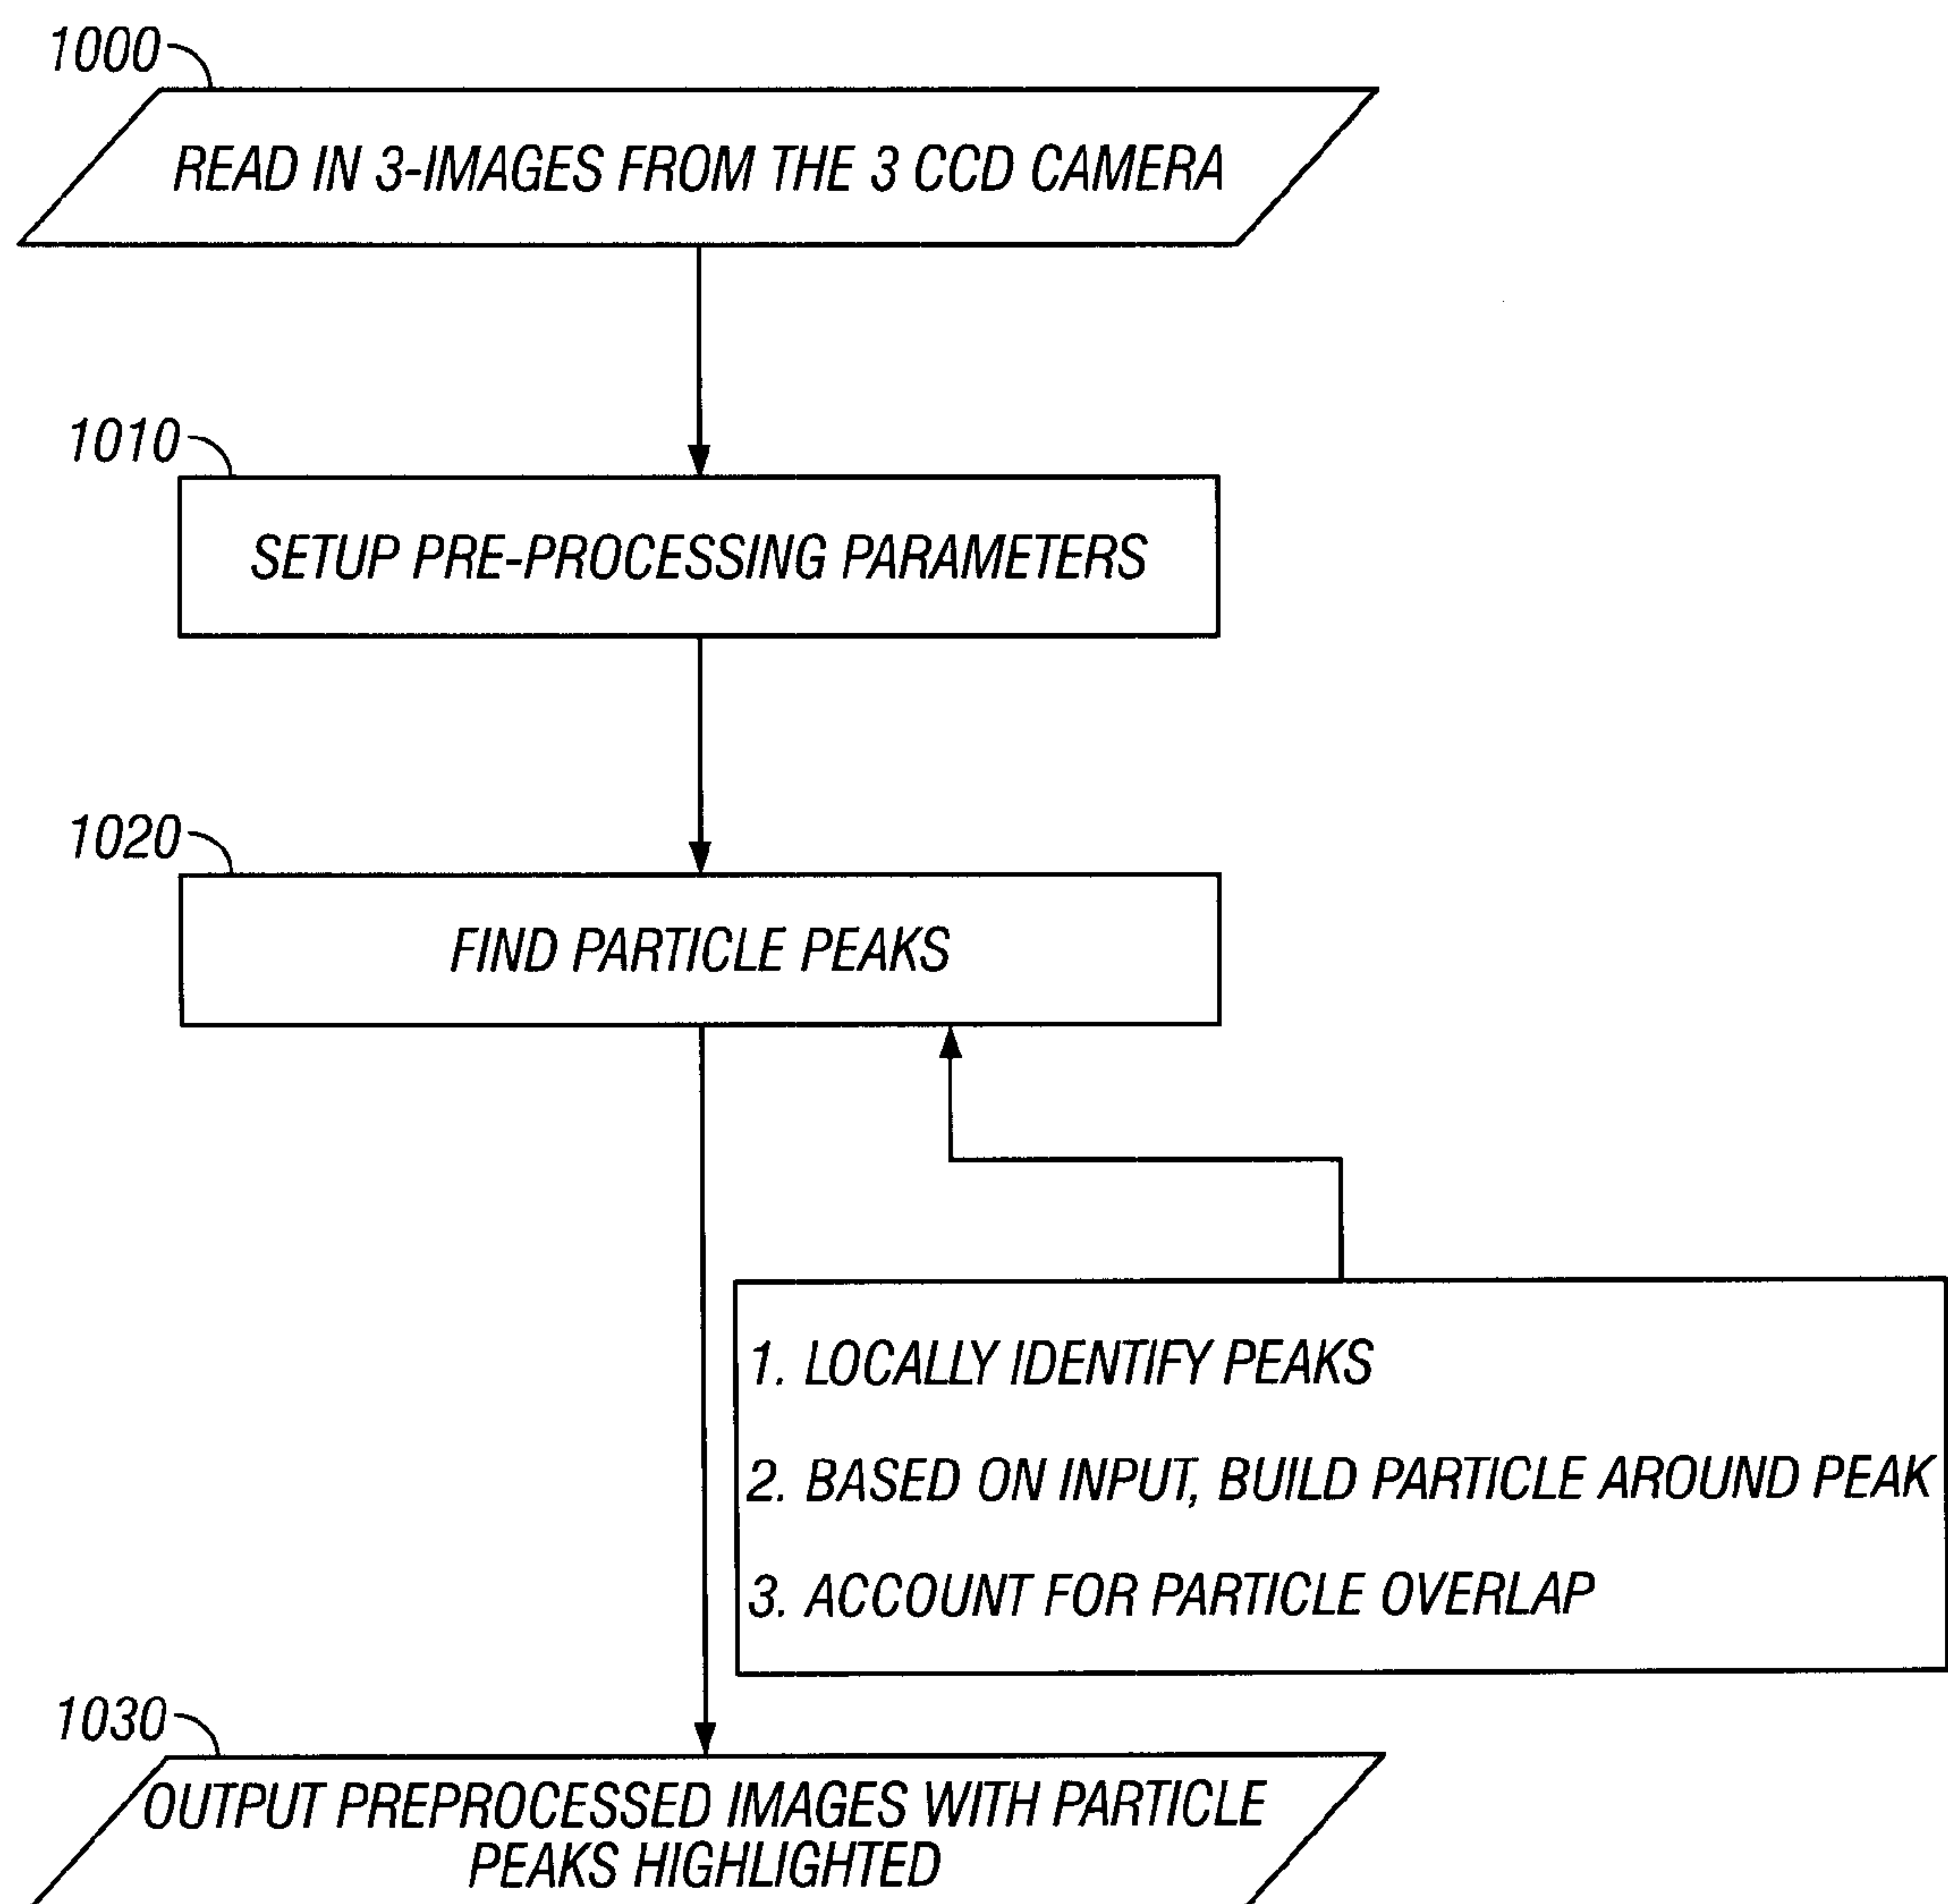 1000
READ IN 3-IMAGES FROM THE 3 CCD CAMERA
1010
SETUP PRE-PROCESSING PARAMETERS
1020
FIND PARTICLE PEAKS
1. LOCALLY IDENTIFY PEAKS
2. BASED ON INPUT, BUILD PARTICLE AROUND PEAK
3. ACCOUNT FOR PARTICLE OVERLAP
1030
OUTPUT PREPROCESSED IMAGES WITH PARTICLE
PEAKS HIGHLIGHTED